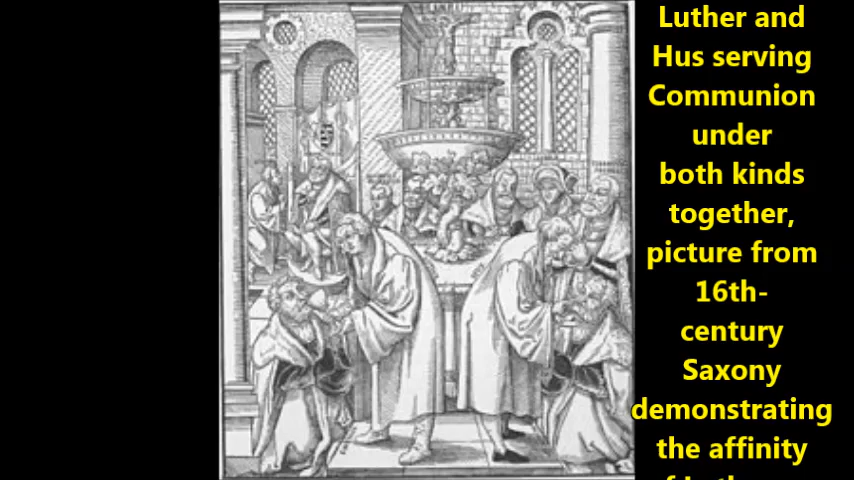 Luther and
Hus serving
Communion
under
both kinds
together,
picture from
16th-
century
Saxony
demonstrating
the affinity